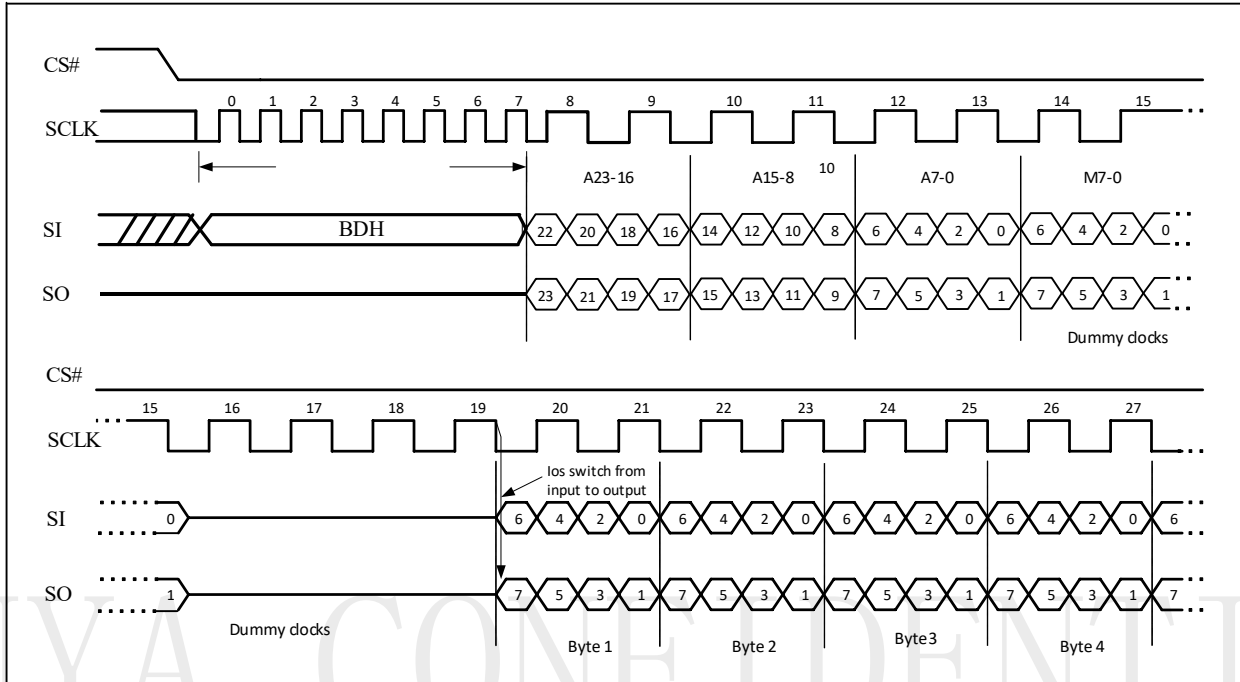 CS#
0 1 2 3 4 5 6 7 8 9 10 11 12 13 14 15
SCLK
A23-16 A15-8 10 A7-0 M7-0
SI BDH 22 20 18 16 14 12 10 8 6 4 2 0 6 4 2 0
SO 23 21 19 17 15 13 11 9 7 5 3 1 7 5 3 1
Dummy clocks
CS#
15 16 17 18 19 20 21 22 23 24 25 26 27
SCLK
Ios switch from
input to output
SI 0 6 4 2 0 6 4 2 0 6 4 2 0 6 4 2 0 6
SO 1 7 5 3 1 7 5 3 1 7 5 3 1 7 5 3 1 7
Dummy clocks Byte 1 Byte 2 Byte 3 Byte 4